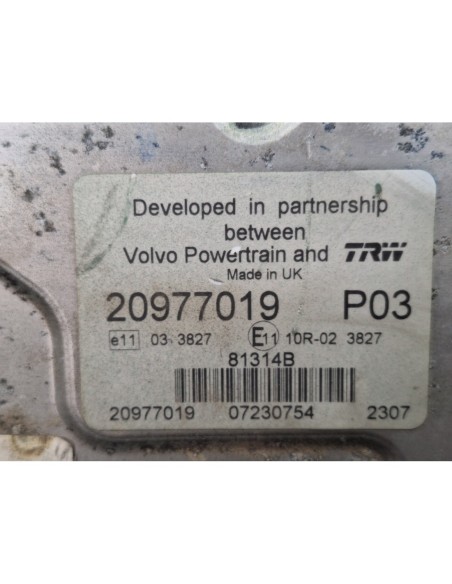 Developed in partnership
between
Volvo Powertrain and TRW
Made in UK
20977019 P03
e11 03 3827 E11 10R-02 3827
81314B
20977019 07230754 2307